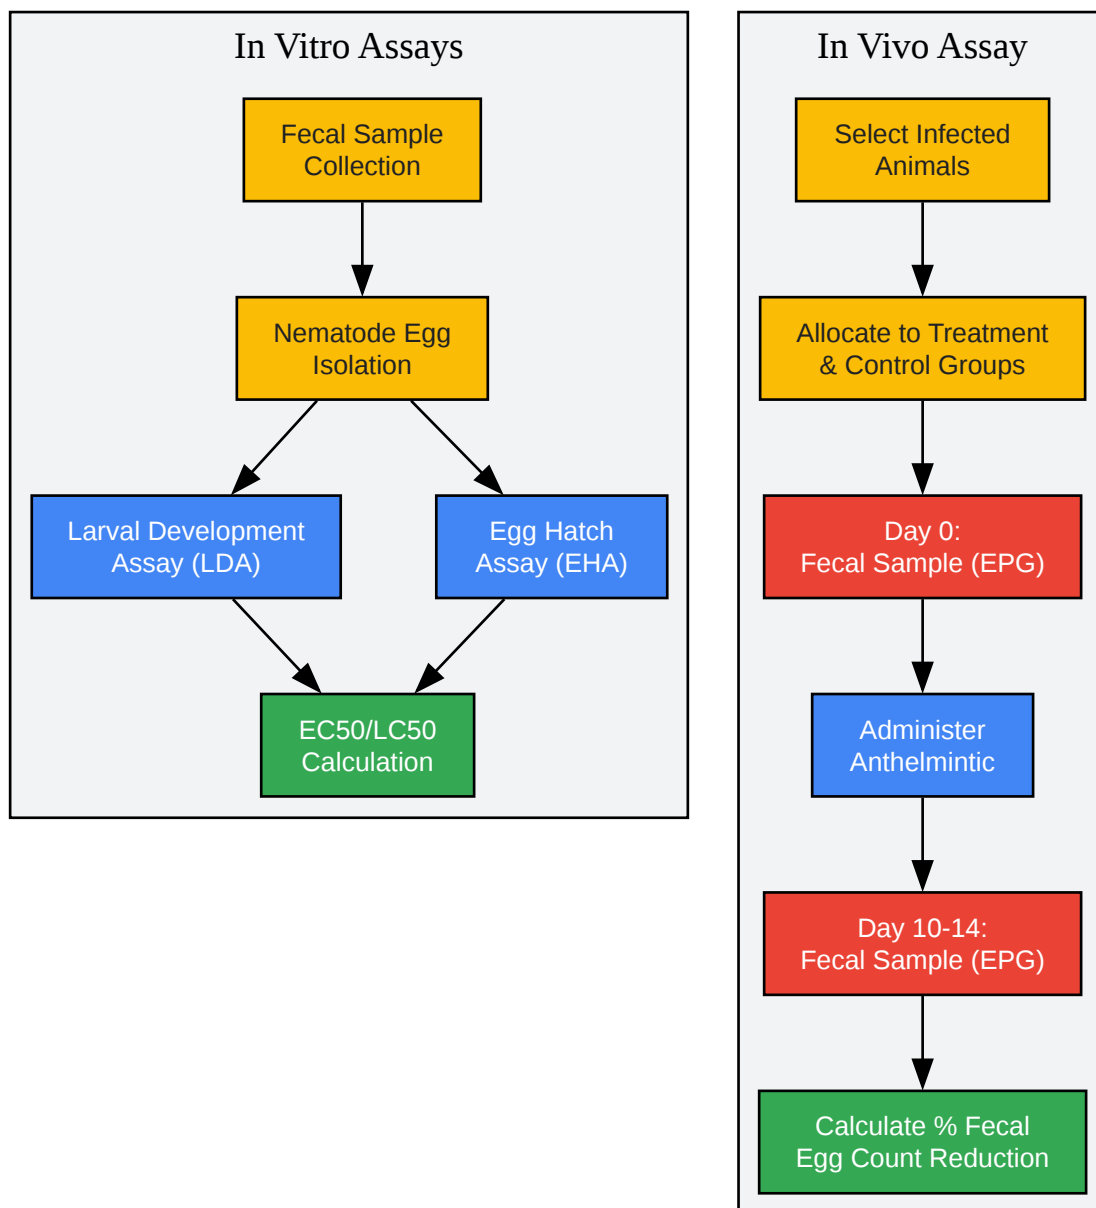 In Vitro Assays
Fecal Sample
Collection
Nematode Egg
Isolation
Larval Development
Assay (LDA)
Egg Hatch
Assay (EHA)
EC50/LC50
Calculation
In Vivo Assay
Select Infected
Animals
Allocate to Treatment
& Control Groups
Day 0:
Fecal Sample (EPG)
Administer
Anthelmintic
Day 10-14:
Fecal Sample (EPG)
Calculate % Fecal
Egg Count Reduction